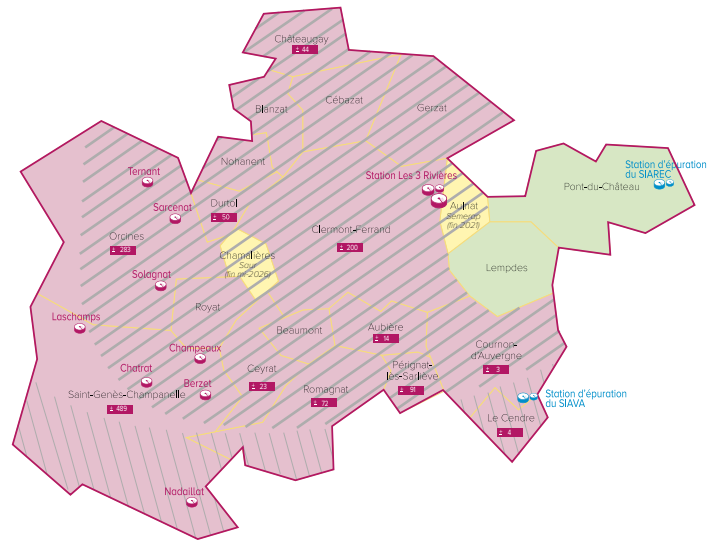 Châteaugay
± 44
Cébazat
Blanzat
Gerzat
Nohanent
Ternant
Station Les 3 Rivières
Station d'épuration
du SIAREC
Pont-du-Château
Durtol
± 50
Sarcenat
Aulnat
Semerap
(fin 2021)
Clermont-Ferrand
± 200
Orcines
± 283
Chamalières
Saur
(fin mi-2026)
Lempdes
Solagnat
Royat
Laschamps
Beaumont
Aubière
± 14
Cournon-
d'Auvergne
± 3
Champeaux
Chatrat
Ceyrat
± 23
Pérignat-
lès-Sarliève
± 91
Berzet
Saint-Genès-Champanelle
± 489
Romagnat
± 72
Station d'épuration
du SIAVA
Le Cendre
± 4
Nadaillat